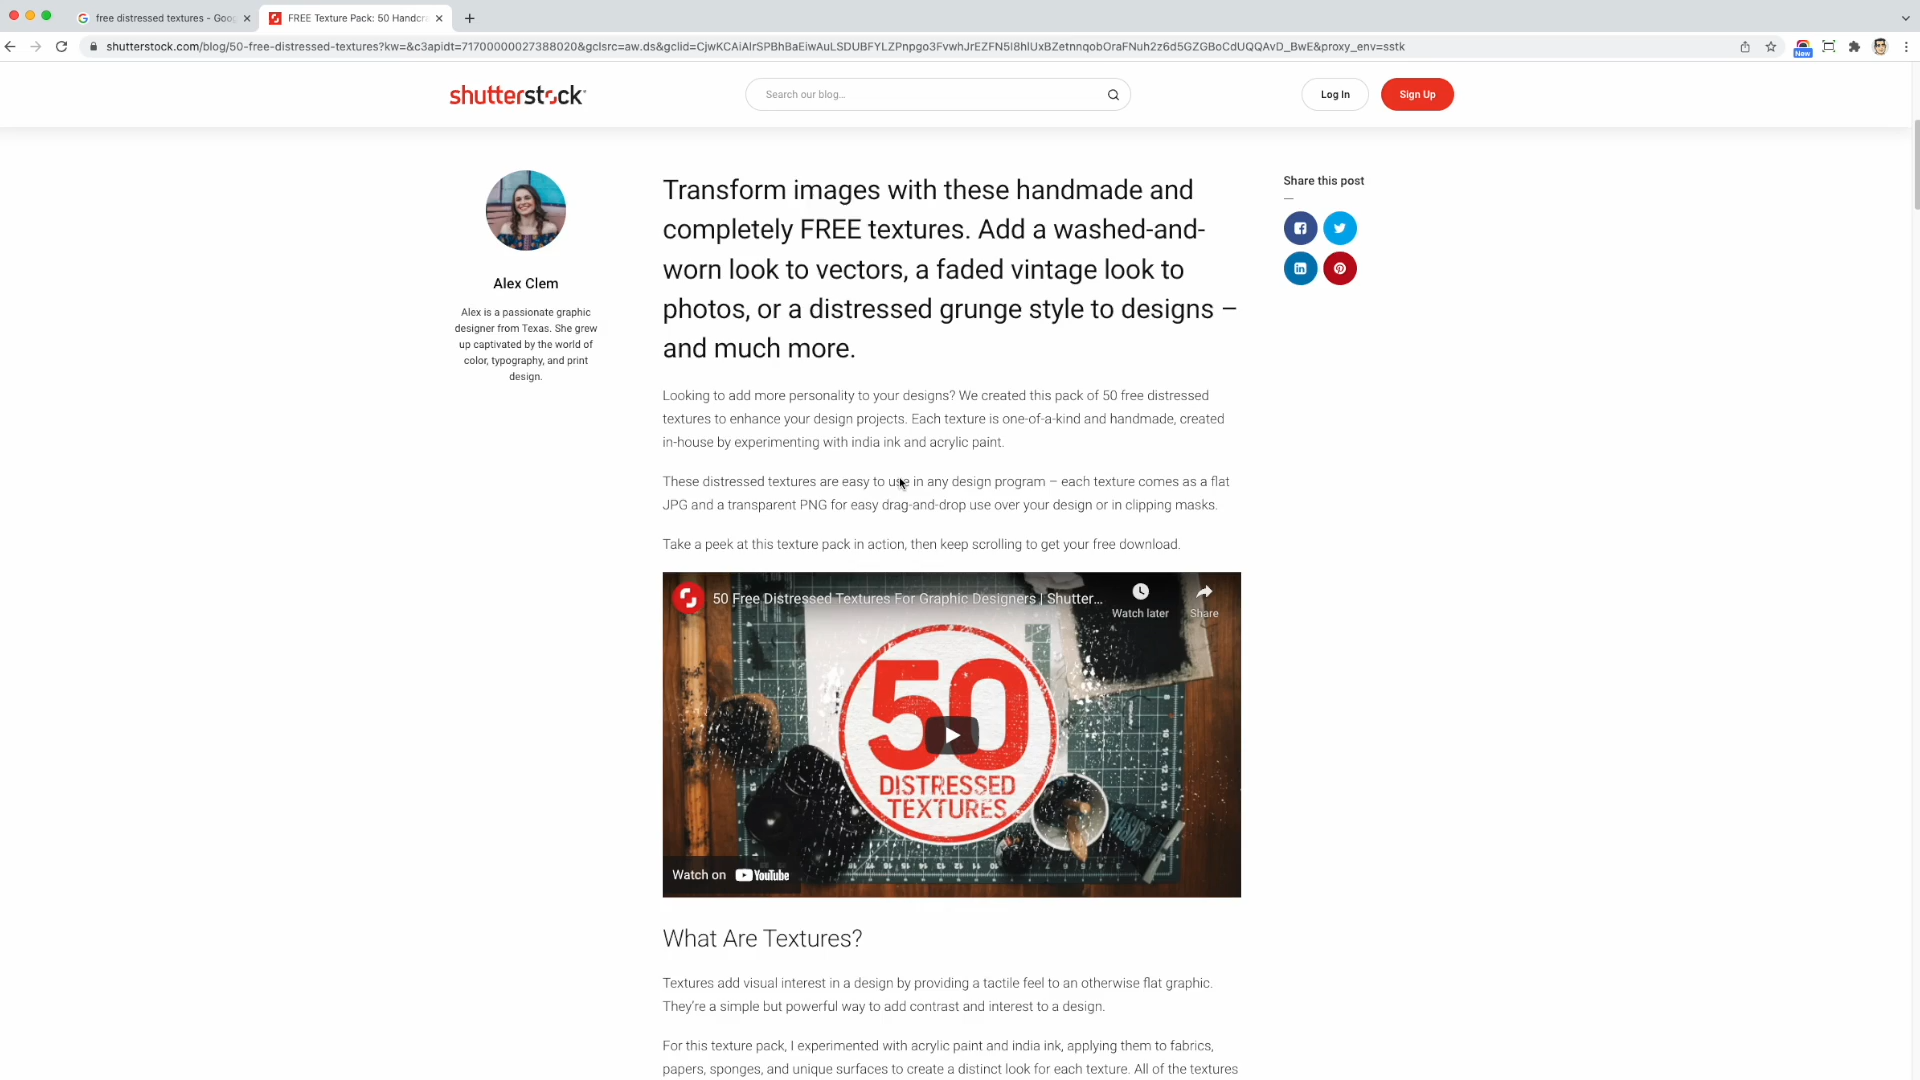 free distressed textures - Goo
FREE Texture Pack: 50 Handcra
shutterstock.com/blog/50-free-distressed-textures?kw=&c3apidt=71700000027388020&gclsrc=aw.ds&gclid=CjwKCAiAlrSPBhBaEiwAuLSDUBFYLZPnpgo3FvwhJrEZFN5I8hlUxBZetnnqobOraFNuh2z6d5GZGBoCdUQQAvD_BwE&proxy_env=sstk
New
shutterstock
Search our blog...
Log In
Sign Up
Alex Clem
Alex is a passionate graphic
designer from Texas. She grew
up captivated by the world of
color, typography, and print
design.
Transform images with these handmade and
completely FREE textures. Add a washed-and-
worn look to vectors, a faded vintage look to
photos, or a distressed grunge style to designs –
and much more.
Share this post
Looking to add more personality to your designs? We created this pack of 50 free distressed
textures to enhance your design projects. Each texture is one-of-a-kind and handmade, created
in-house by experimenting with india ink and acrylic paint.
These distressed textures are easy to use in any design program – each texture comes as a flat
JPG and a transparent PNG for easy drag-and-drop use over your design or in clipping masks.
Take a peek at this texture pack in action, then keep scrolling to get your free download.
50 Free Distressed Textures For Graphic Designers | Shutter...
Watch later
Share
50
DISTRESSED
TEXTURES
Watch on YouTube
What Are Textures?
Textures add visual interest in a design by providing a tactile feel to an otherwise flat graphic.
They're a simple but powerful way to add contrast and interest to a design.
For this texture pack, I experimented with acrylic paint and india ink, applying them to fabrics,
papers, sponges, and unique surfaces to create a distinct look for each texture. All of the textures